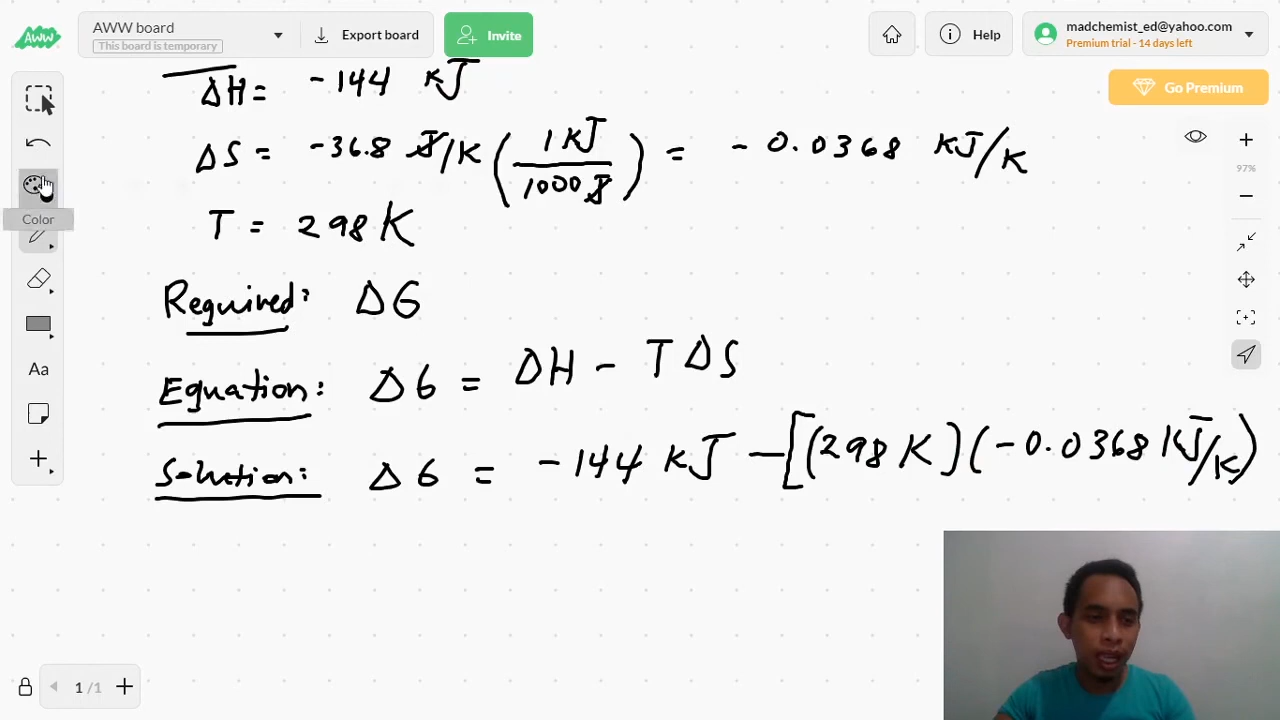 AWW
AWW board
This board is temporary
Export board
Invite
Help
madchemist_ed@yahoo.com
Premium trial - 14 days left
Go Premium
ΔH = -144 kJ
ΔS = -36.8 J/K (1 kJ / 1000 J) = -0.0368 kJ/K
T = 298 K
97%
Color
Required: ΔG
Equation: ΔG = ΔH - TΔS
Aa
Solution: ΔG = -144 kJ - [(298 K)(-0.0368 kJ/K)
1 /1